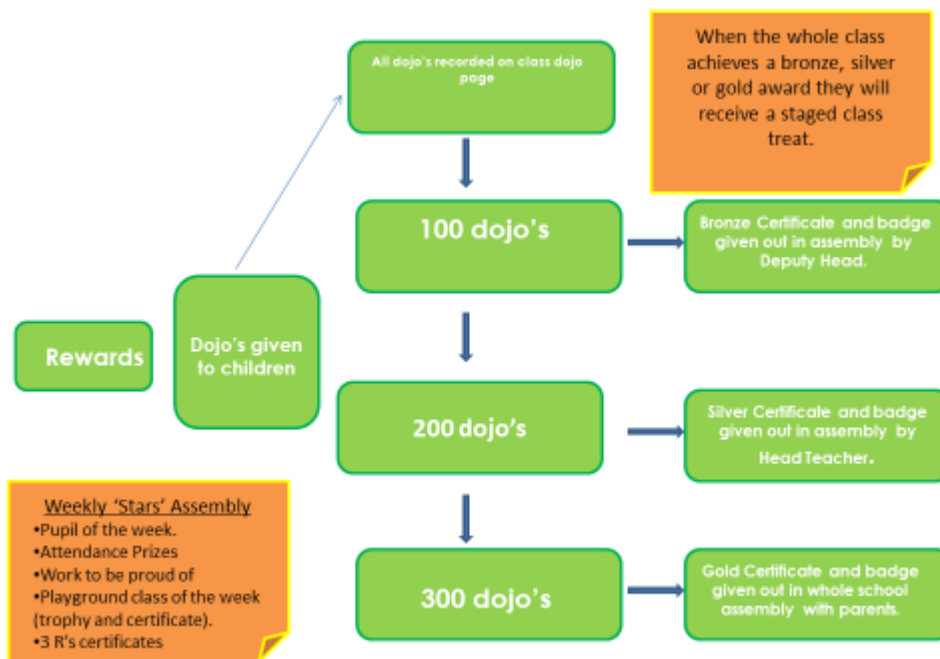 All dojo's recorded on class dojo
page
When the whole class
achieves a bronze, silver
or gold award they will
receive a staged class
treat.
100 dojo's
Bronze Certificate and badge
given out in assembly by
Deputy Head.
Rewards
Dojo's given
to children
200 dojo's
Silver Certificate and badge
given out in assembly by
Head Teacher.
Weekly 'Stars' Assembly
•Pupil of the week.
•Attendance Prizes
•Work to be proud of
•Playground class of the week
(trophy and certificate).
•3 R's certificates
300 dojo's
Gold Certificate and badge
given out in whole school
assembly with parents.